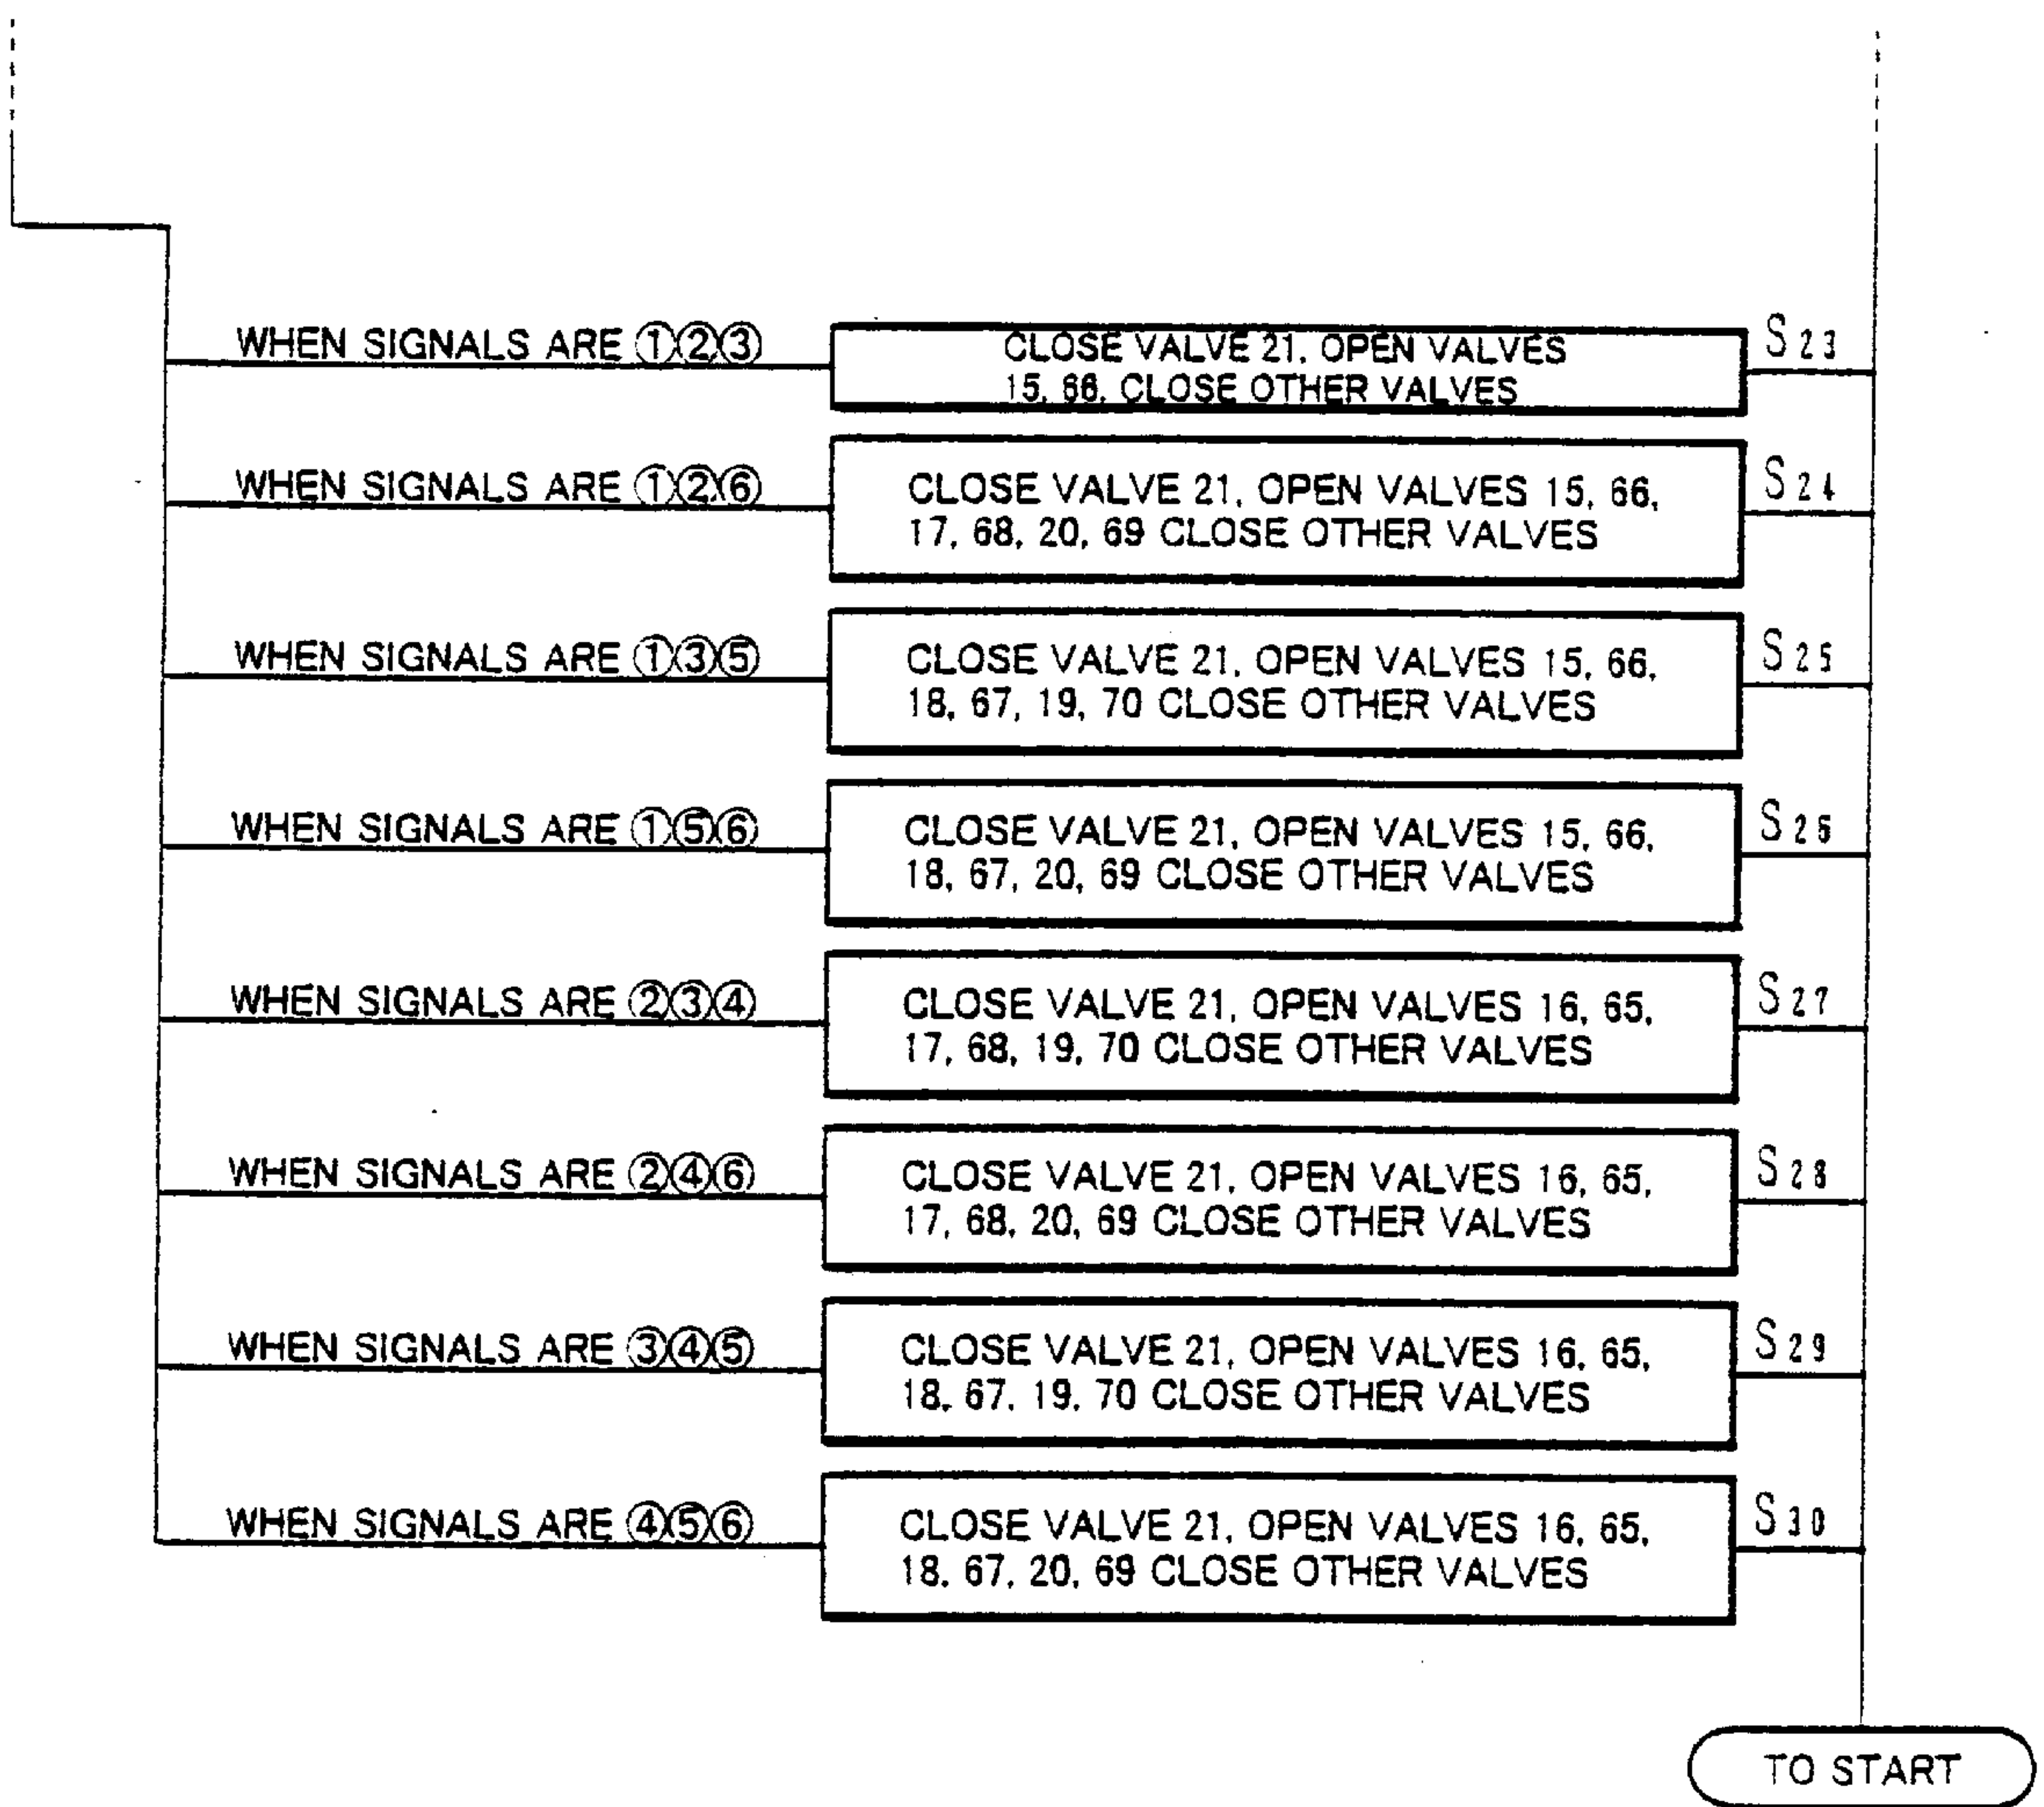 WHEN SIGNALS ARE ①②③
CLOSE VALVE 21, OPEN VALVES
15, 66, CLOSE OTHER VALVES
S23
WHEN SIGNALS ARE ①②⑥
CLOSE VALVE 21, OPEN VALVES 15, 66,
17, 68, 20, 69 CLOSE OTHER VALVES
S24
WHEN SIGNALS ARE ①③⑤
CLOSE VALVE 21, OPEN VALVES 15, 66,
18, 67, 19, 70 CLOSE OTHER VALVES
S25
WHEN SIGNALS ARE ①⑤⑥
CLOSE VALVE 21, OPEN VALVES 15, 66,
18, 67, 20, 69 CLOSE OTHER VALVES
S26
WHEN SIGNALS ARE ②③④
CLOSE VALVE 21, OPEN VALVES 16, 65,
17, 68, 19, 70 CLOSE OTHER VALVES
S27
WHEN SIGNALS ARE ②④⑥
CLOSE VALVE 21, OPEN VALVES 16, 65,
17, 68, 20, 69 CLOSE OTHER VALVES
S28
WHEN SIGNALS ARE ③④⑤
CLOSE VALVE 21, OPEN VALVES 16, 65,
18, 67, 19, 70 CLOSE OTHER VALVES
S29
WHEN SIGNALS ARE ④⑤⑥
CLOSE VALVE 21, OPEN VALVES 16, 65,
18, 67, 20, 69 CLOSE OTHER VALVES
S30
TO START